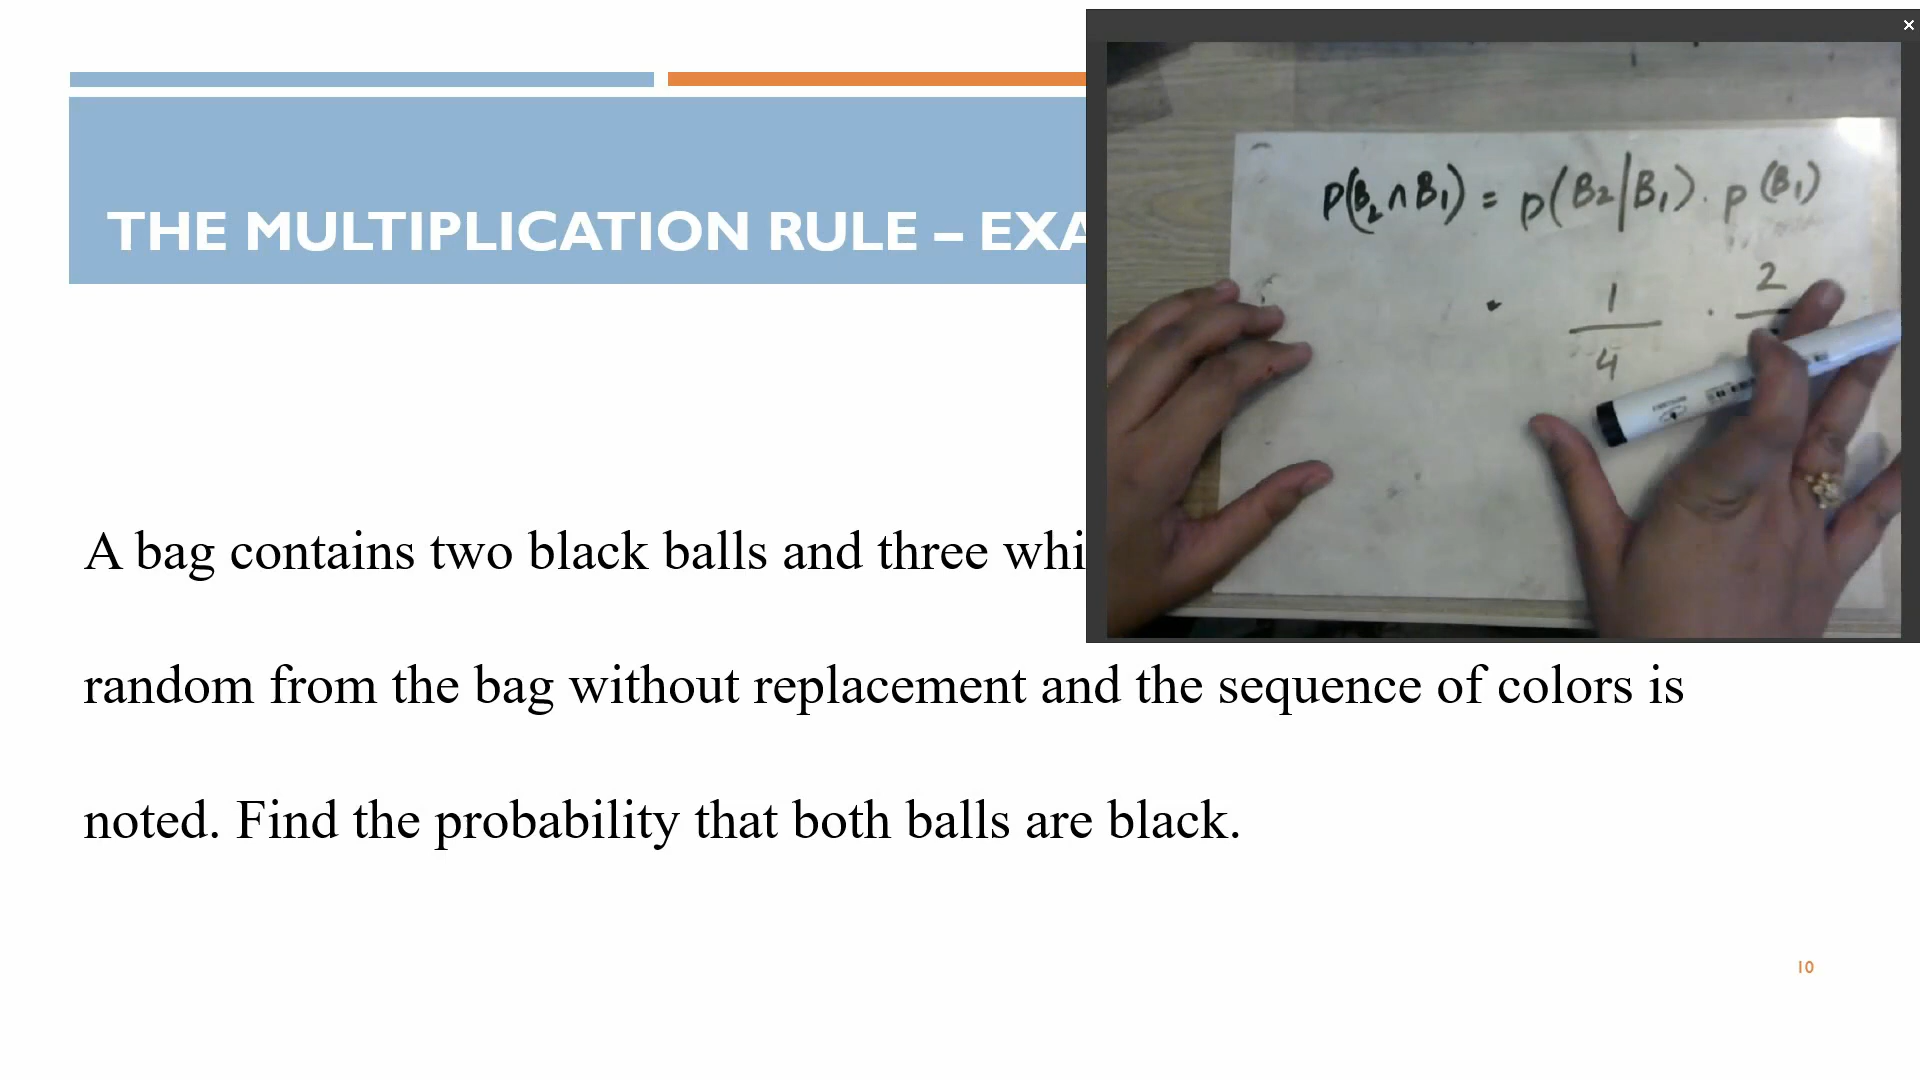 THE MULTIPLICATION RULE – EXA
P(B₂ ∩ B₁) = P(B₂|B₁) . P(B₁)
1 . 2
4
A bag contains two black balls and three whi
random from the bag without replacement and the sequence of colors is
noted. Find the probability that both balls are black.
10